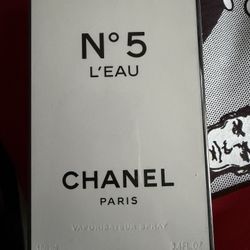 N°5
L'EAU
CHANEL
PARIS
VAPORISATEUR SPRAY
3.4 FL. OZ